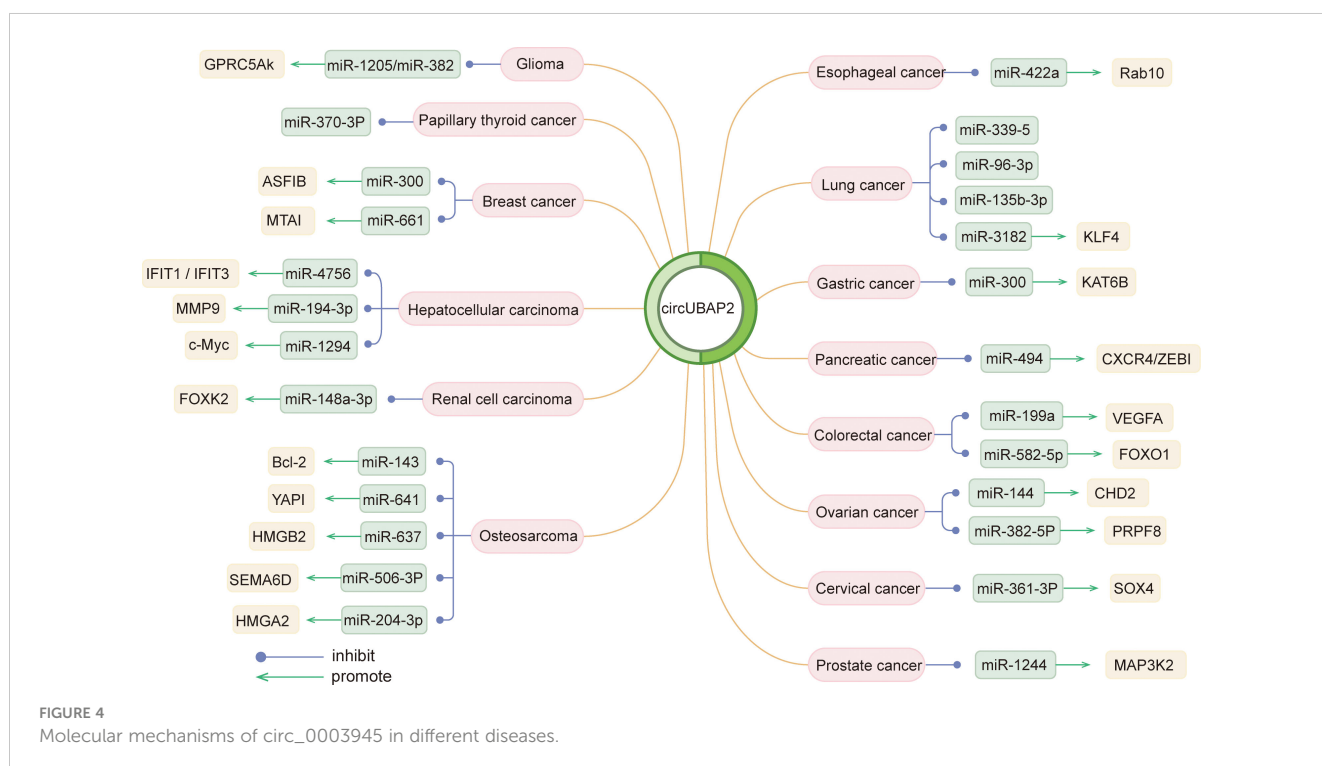 GPRC5Ak
miR-1205/miR-382
Glioma
miR-370-3P
Papillary thyroid cancer
ASFIB
miR-300
MTAI
miR-661
Breast cancer
IFIT1 / IFIT3
miR-4756
MMP9
miR-194-3p
c-Myc
miR-1294
Hepatocellular carcinoma
FOXK2
miR-148a-3p
Renal cell carcinoma
Bcl-2
miR-143
YAPI
miR-641
HMGB2
miR-637
SEMA6D
miR-506-3P
HMGA2
miR-204-3p
Osteosarcoma
inhibit
promote
circUBAP2
Esophageal cancer
miR-422a
Rab10
Lung cancer
miR-339-5
miR-96-3p
miR-135b-3p
miR-3182
KLF4
Gastric cancer
miR-300
KAT6B
Pancreatic cancer
miR-494
CXCR4/ZEBI
Colorectal cancer
miR-199a
VEGFA
miR-582-5p
FOXO1
Ovarian cancer
miR-144
CHD2
miR-382-5P
PRPF8
Cervical cancer
miR-361-3P
SOX4
Prostate cancer
miR-1244
MAP3K2
FIGURE 4
Molecular mechanisms of circ_0003945 in different diseases.